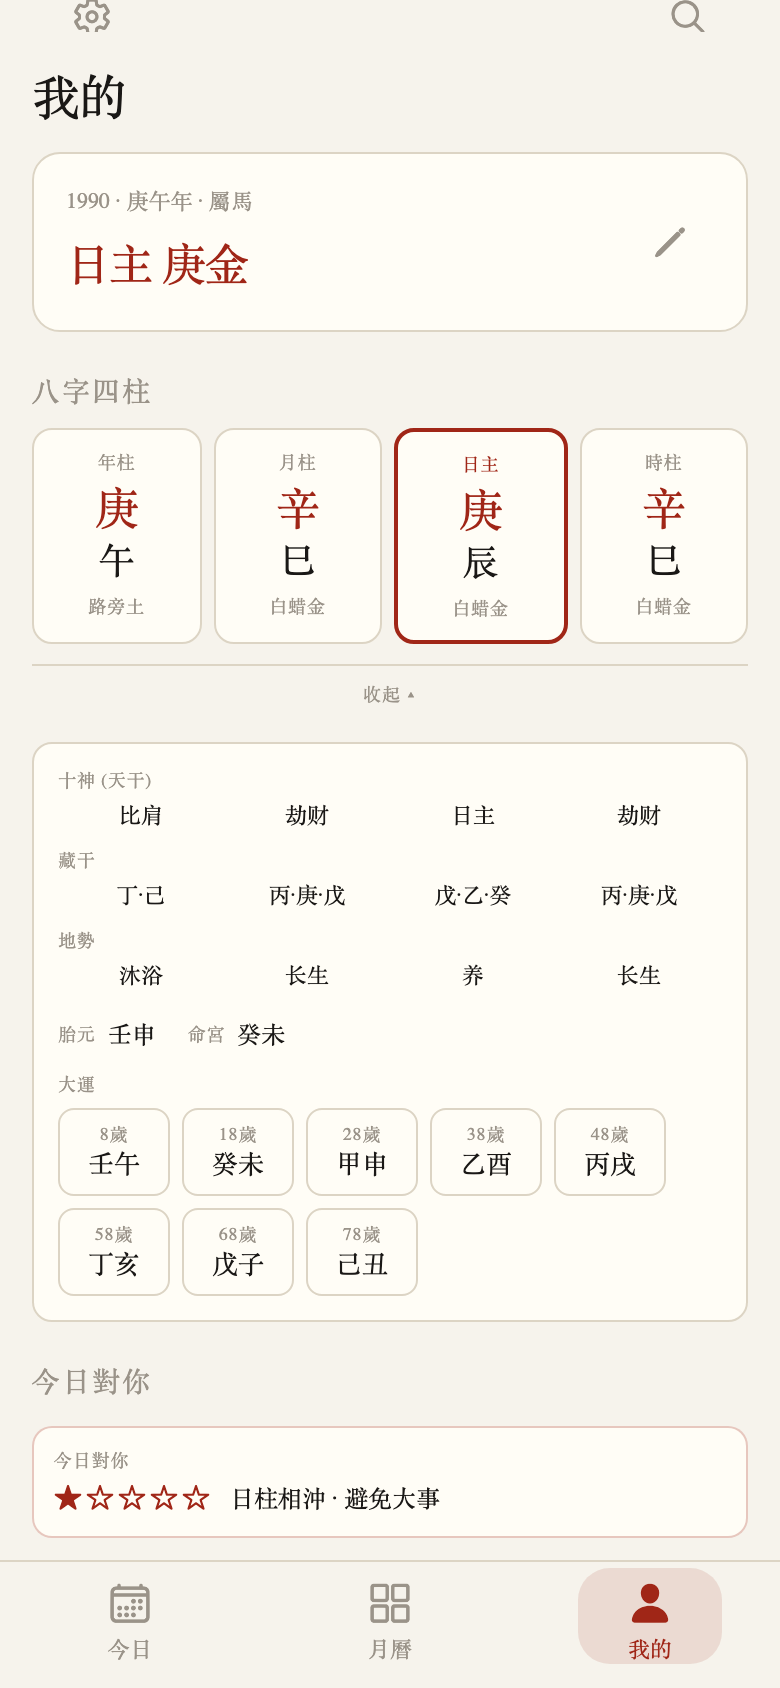 我的
1990 · 庚午年 · 屬馬
日主 庚金
八字四柱
年柱 月柱 日主 時柱
庚 辛 庚 辛
午 巳 辰 巳
路旁土 白蜡金 白蜡金 白蜡金
收起 ▴
十神 (天干)
比肩 劫财 日主 劫财
藏干
丁·己 丙·庚·戊 戊·乙·癸 丙·庚·戊
地勢
沐浴 长生 养 长生
胎元 壬申 命宮 癸未
大運
8歲 18歲 28歲 38歲 48歲
壬午 癸未 甲申 乙酉 丙戌
58歲 68歲 78歲
丁亥 戊子 己丑
今日對你
今日對你
★☆☆☆☆ 日柱相沖 · 避免大事
今日 月曆 我的